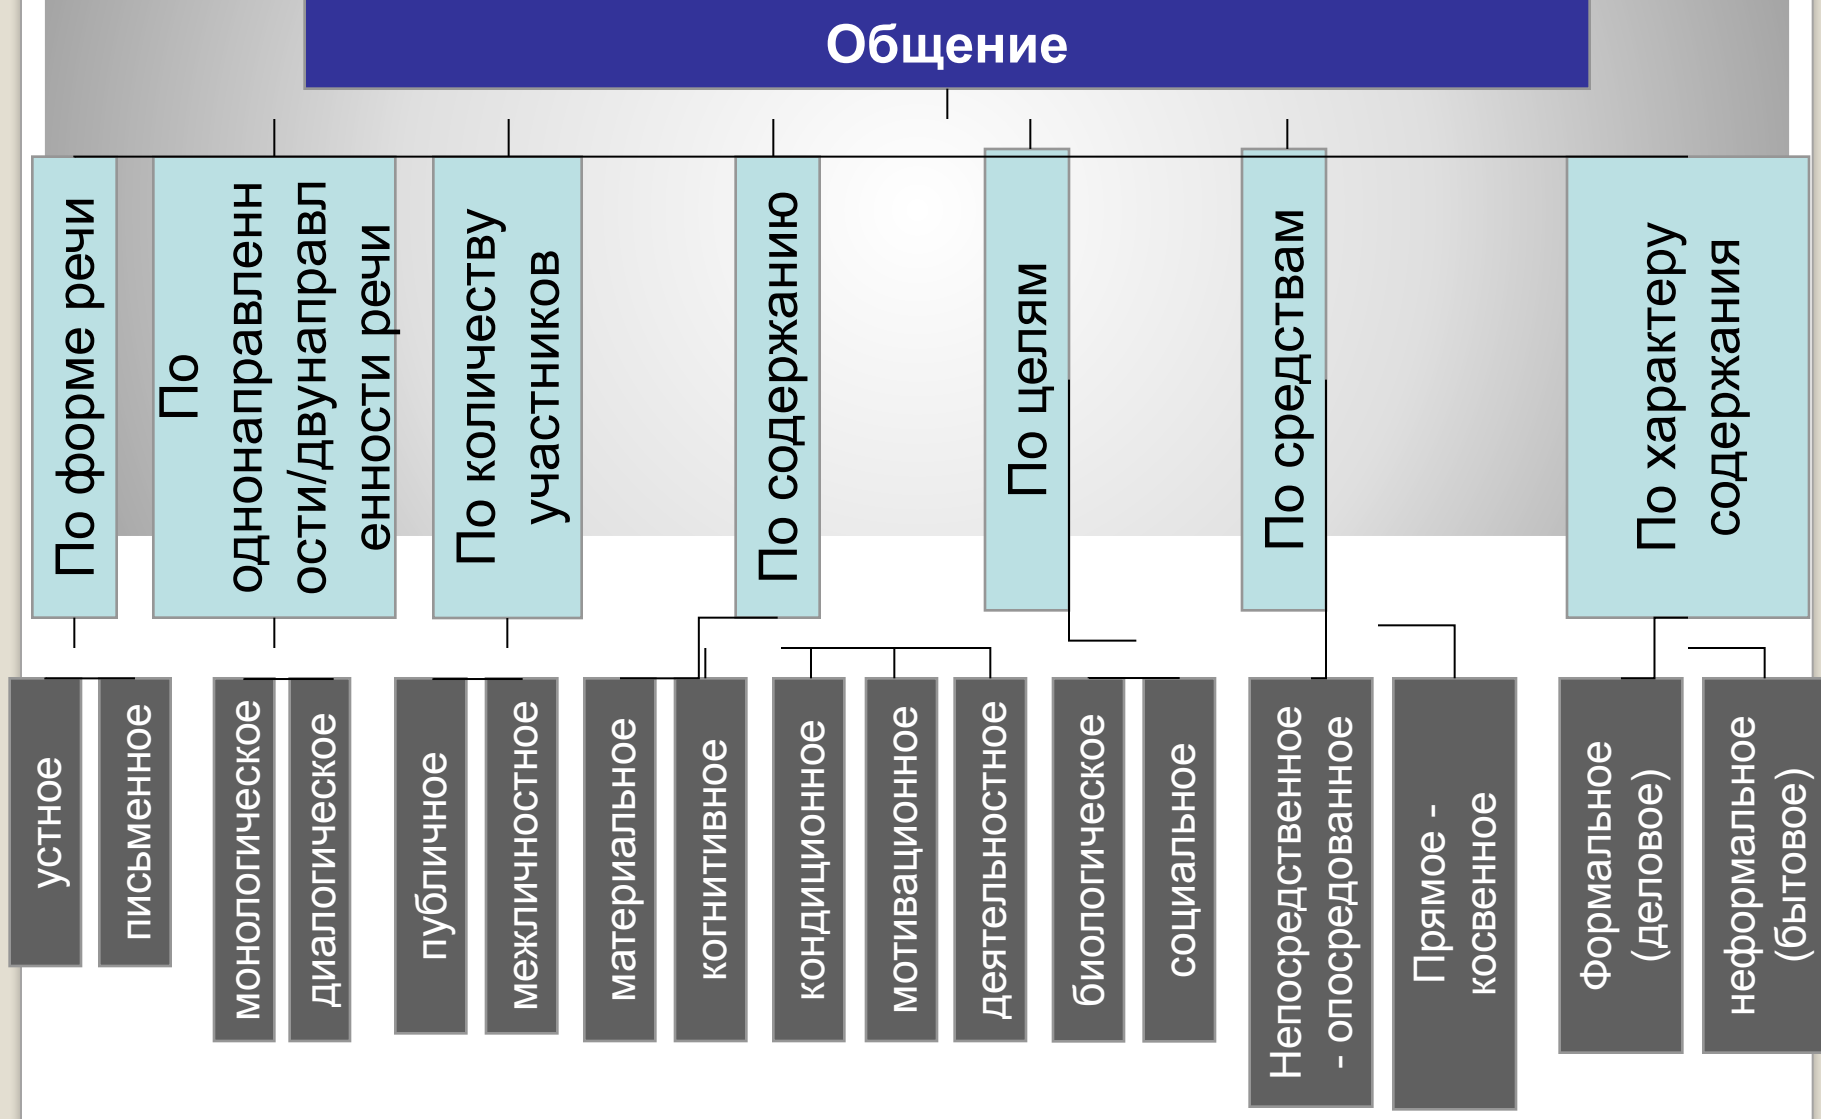 Общение
По форме речи
По
однонаправленн
ости/двунаправл
енности речи
По количеству
участников
По содержанию
По целям
По средствам
По характеру
содержания
устное
письменное
монологическое
диалогическое
публичное
межличностное
материальное
когнитивное
кондиционное
мотивационное
деятельностное
биологическое
социальное
Непосредственное
- опосредованное
Прямое -
косвенное
Формальное
(деловое)
неформальное
(бытовое)